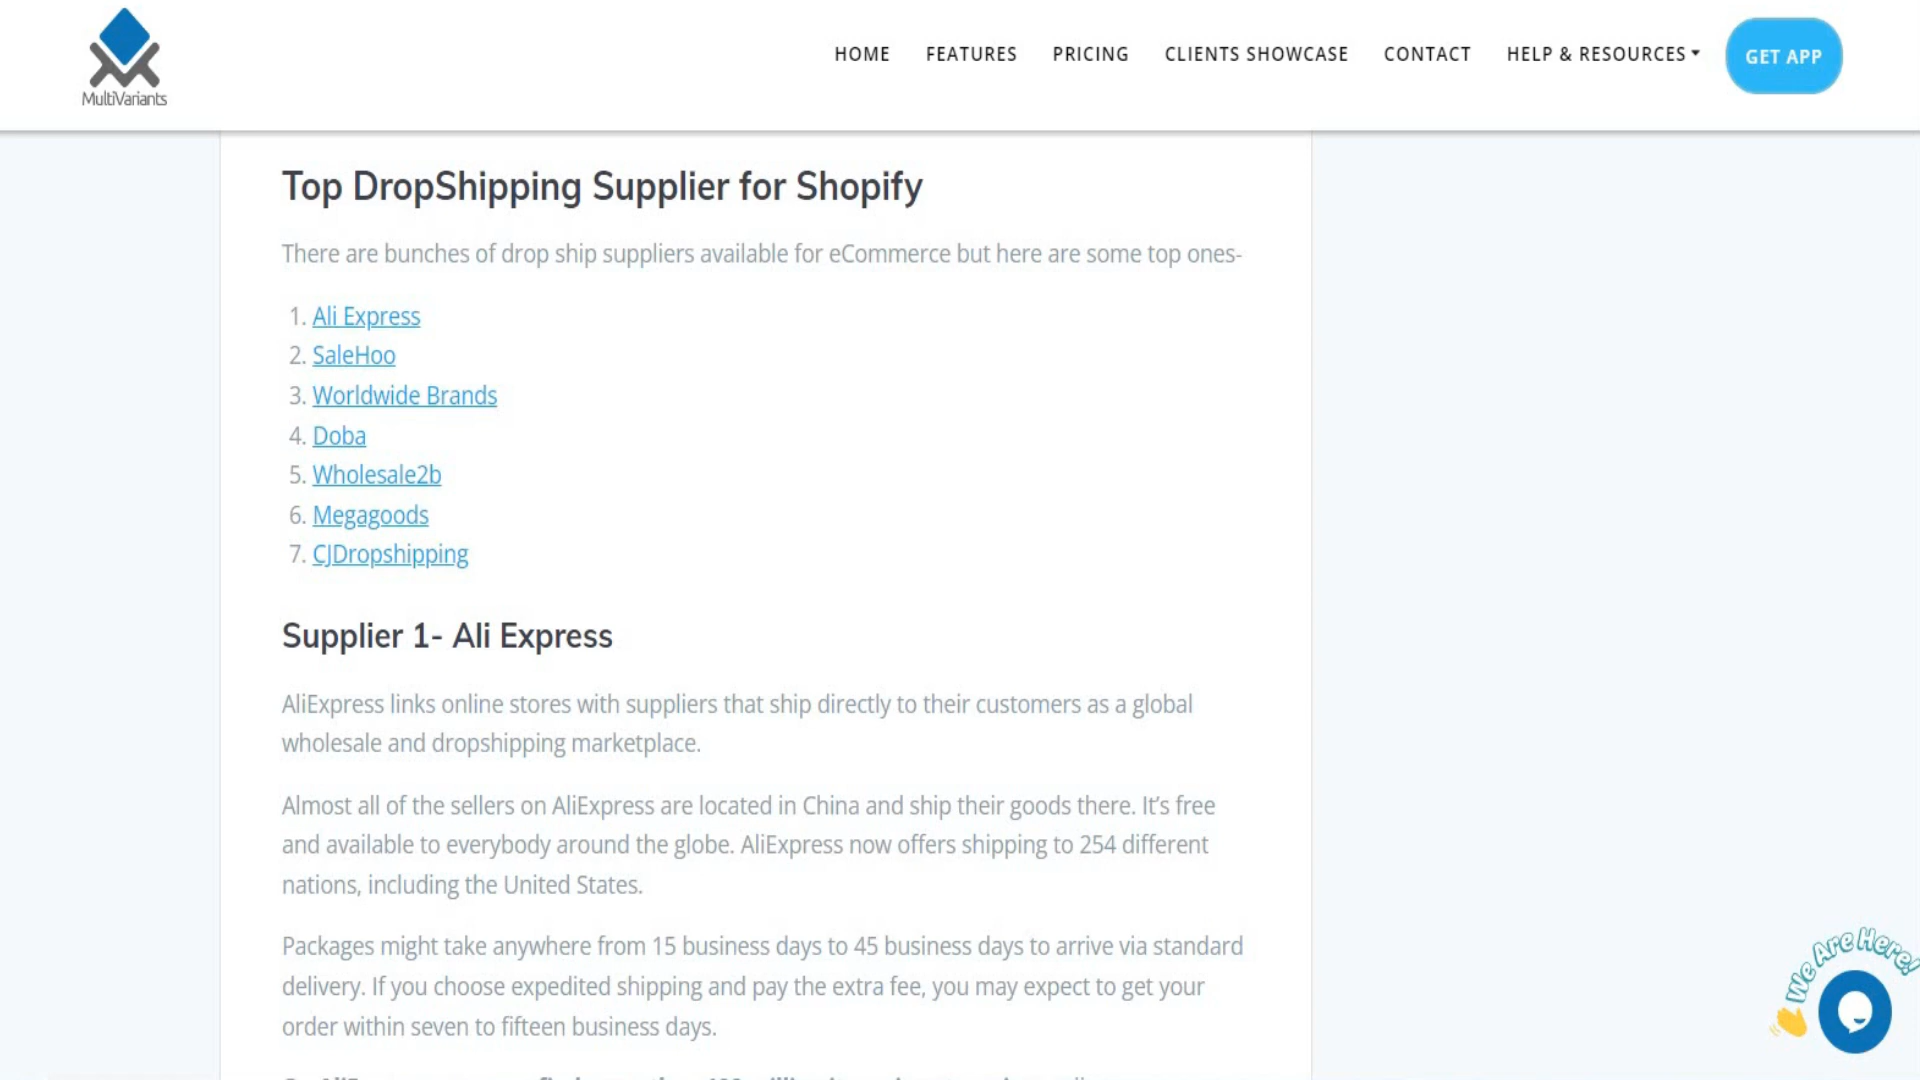 MultiVariants
HOME FEATURES PRICING CLIENTS SHOWCASE CONTACT HELP & RESOURCES GET APP
Top DropShipping Supplier for Shopify
There are bunches of drop ship suppliers available for eCommerce but here are some top ones-
1. Ali Express
2. SaleHoo
3. Worldwide Brands
4. Doba
5. Wholesale2b
6. Megagoods
7. CJDropshipping
Supplier 1- Ali Express
AliExpress links online stores with suppliers that ship directly to their customers as a global
wholesale and dropshipping marketplace.
Almost all of the sellers on AliExpress are located in China and ship their goods there. It’s free
and available to everybody around the globe. AliExpress now offers shipping to 254 different
nations, including the United States.
Packages might take anywhere from 15 business days to 45 business days to arrive via standard
delivery. If you choose expedited shipping and pay the extra fee, you may expect to get your
order within seven to fifteen business days.
We Are Here!